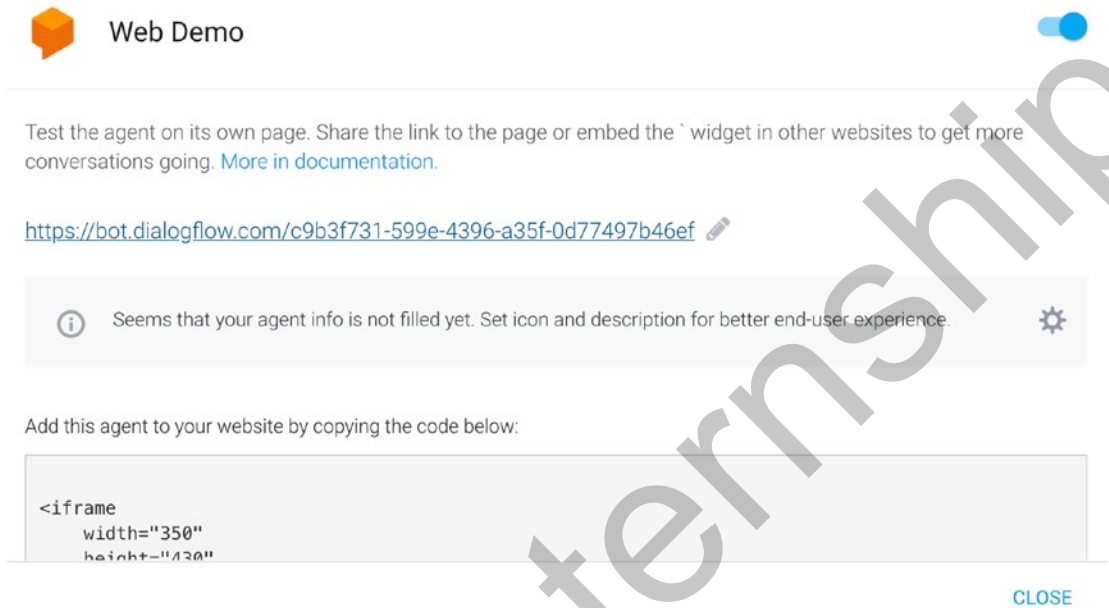 Web Demo
Test the agent on its own page. Share the link to the page or embed the ` widget in other websites to get more
conversations going. More in documentation.
https://bot.dialogflow.com/c9b3f731-599e-4396-a35f-0d77497b46ef
Seems that your agent info is not filled yet. Set icon and description for better end-user experience.
Add this agent to your website by copying the code below:
<iframe
width="350"
height="430"
CLOSE
ternship